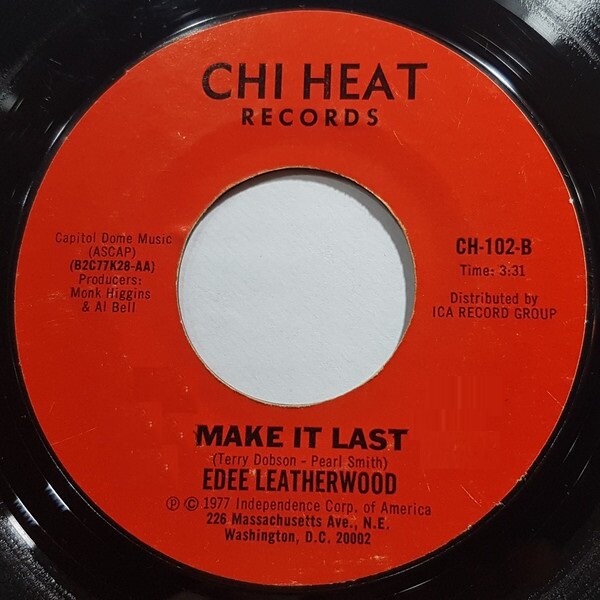 CHI HEAT
RECORDS
Capitol Dome Music
(ASCAP)
(B2C77K28-AA)
Producers:
Monk Higgins
& Al Bell
CH-102-B
Time: 3:31
Distributed by
ICA RECORD GROUP
MAKE IT LAST
(Terry Dobson - Pearl Smith)
EDEE LEATHERWOOD
℗ © 1977 Independence Corp. of America
226 Massachusetts Ave., N.E.
Washington, D.C. 20002